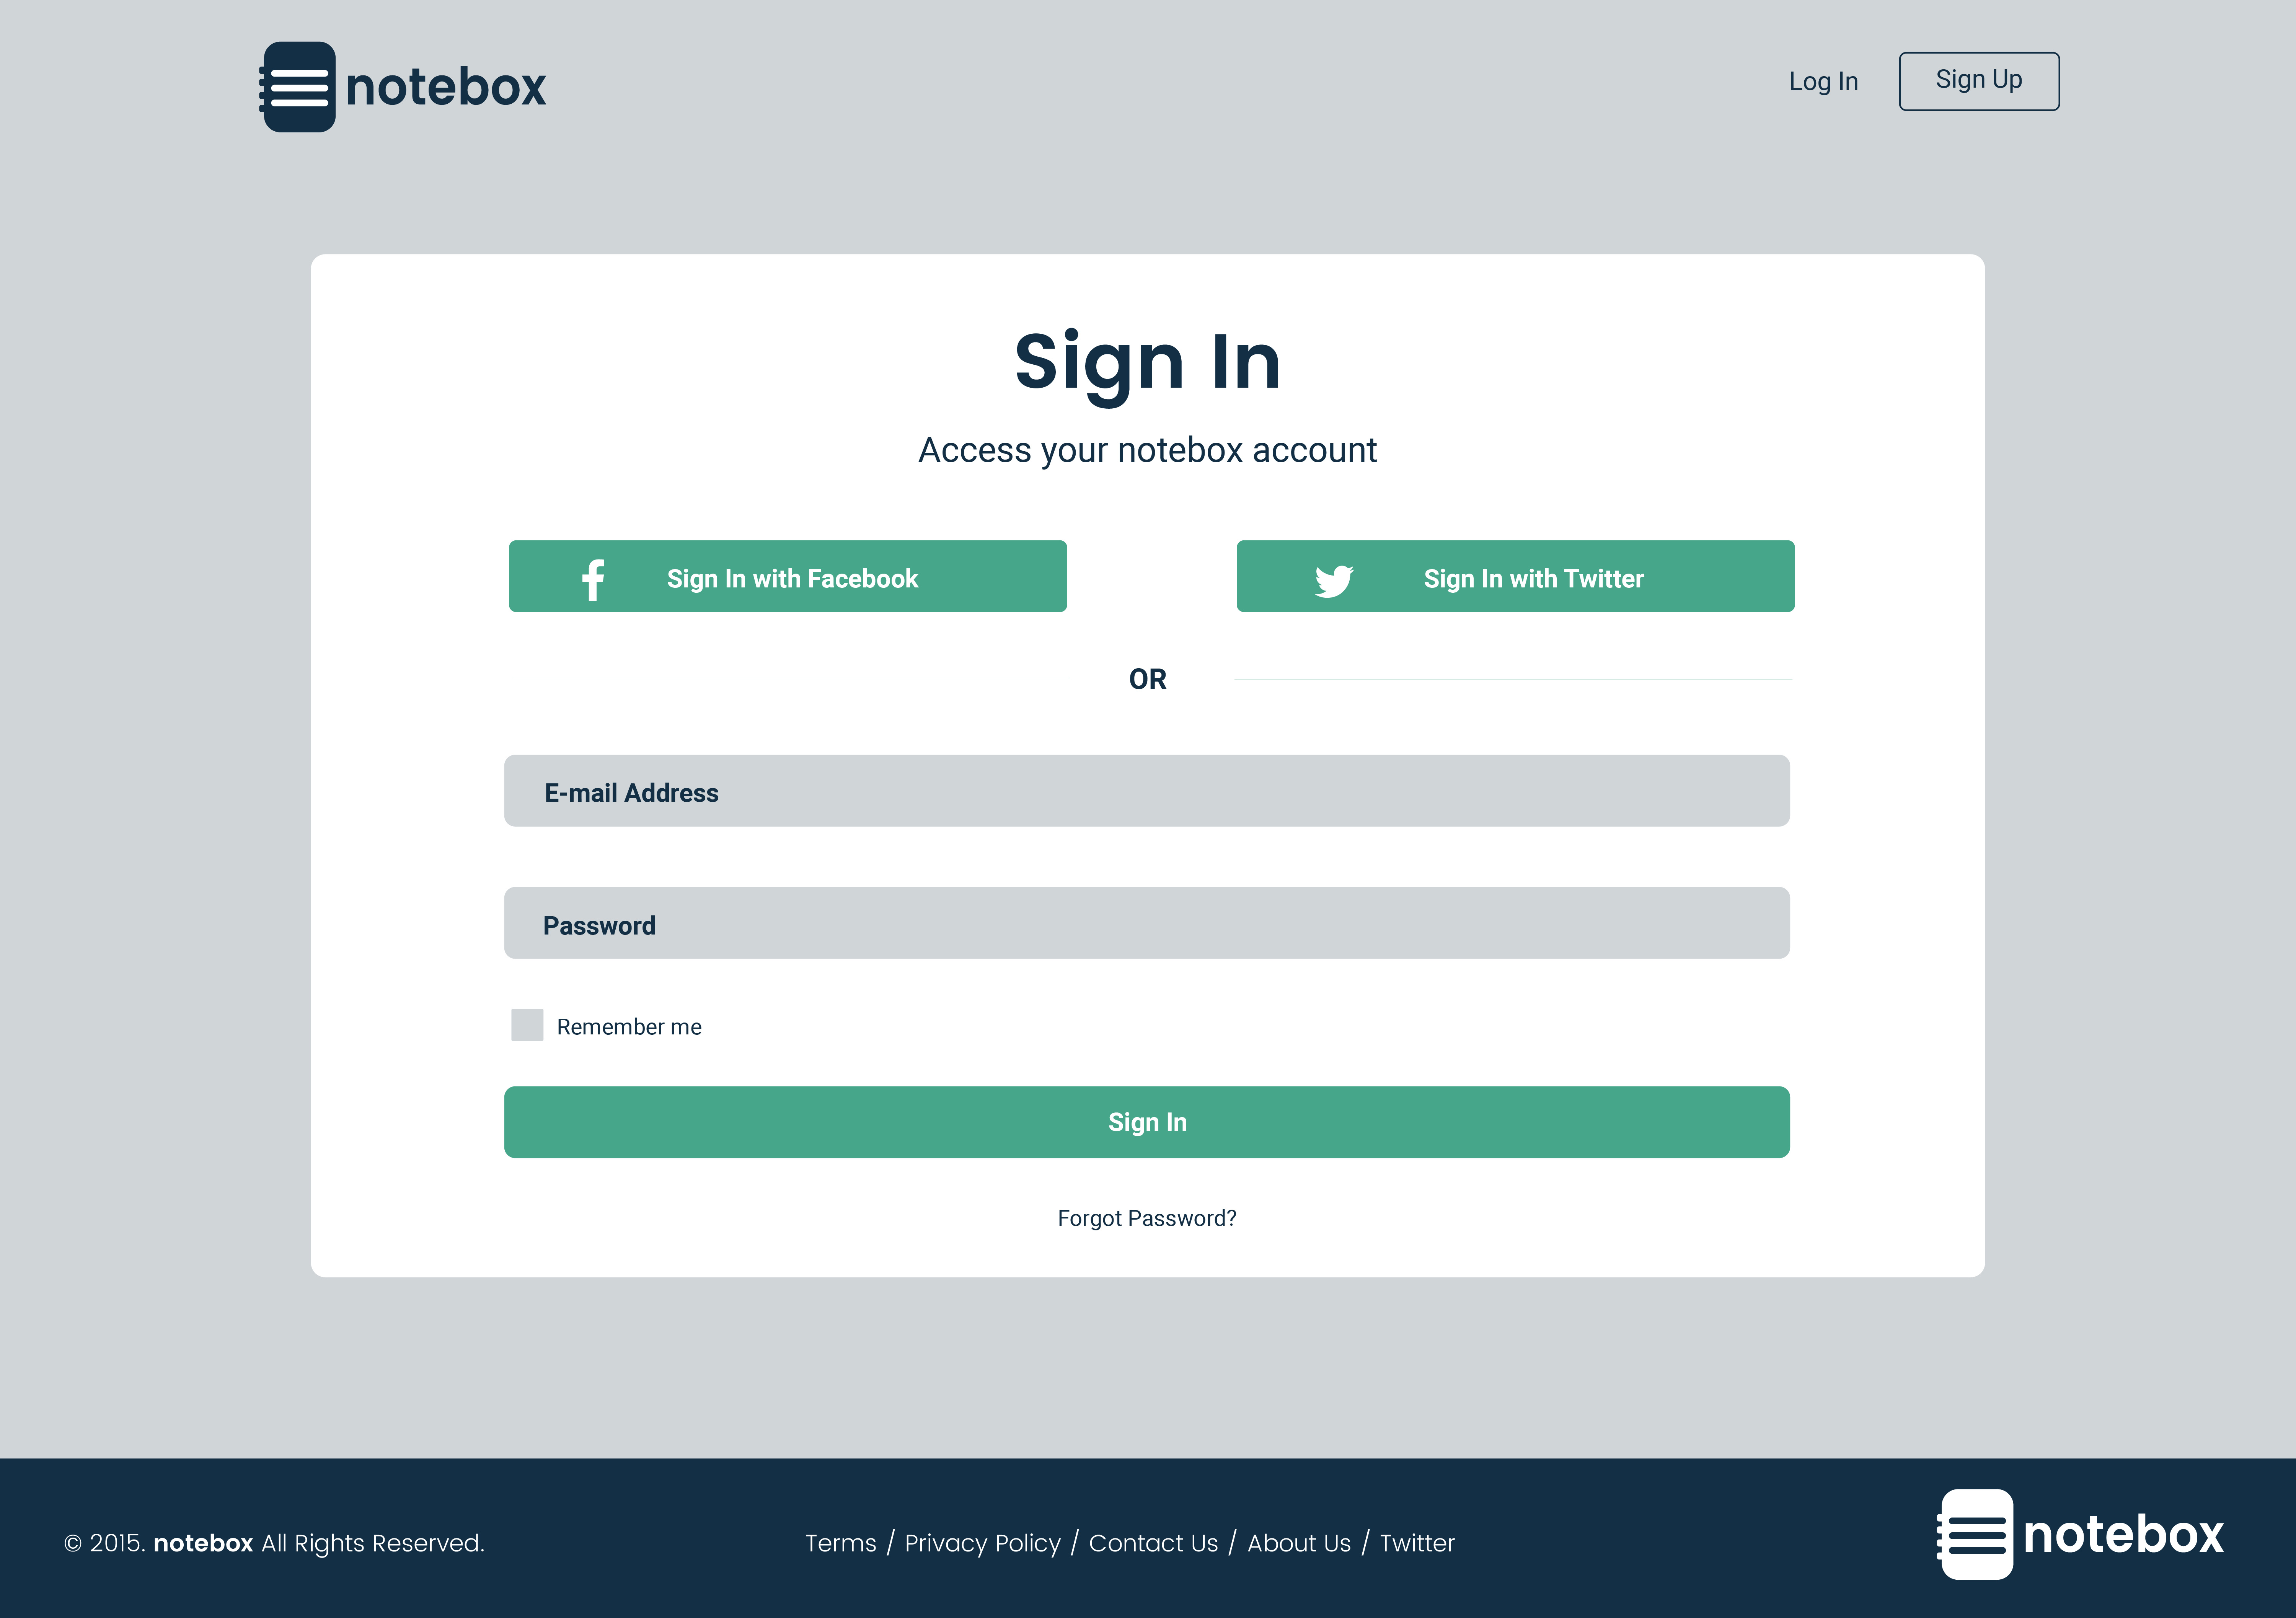 notebox
Log In
Sign Up
Sign In
Access your notebox account
Sign In with Facebook
Sign In with Twitter
OR
E-mail Address
Password
Remember me
Sign In
Forgot Password?
© 2015. notebox All Rights Reserved.
Terms / Privacy Policy / Contact Us / About Us / Twitter
notebox